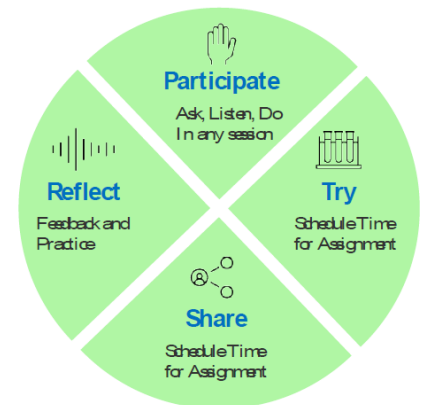 Participate
Ask, Listen, Do
In any session
Reflect
Feedback and
Practice
Try
Schedule Time
for Assignment
Share
Schedule Time
for Assignment